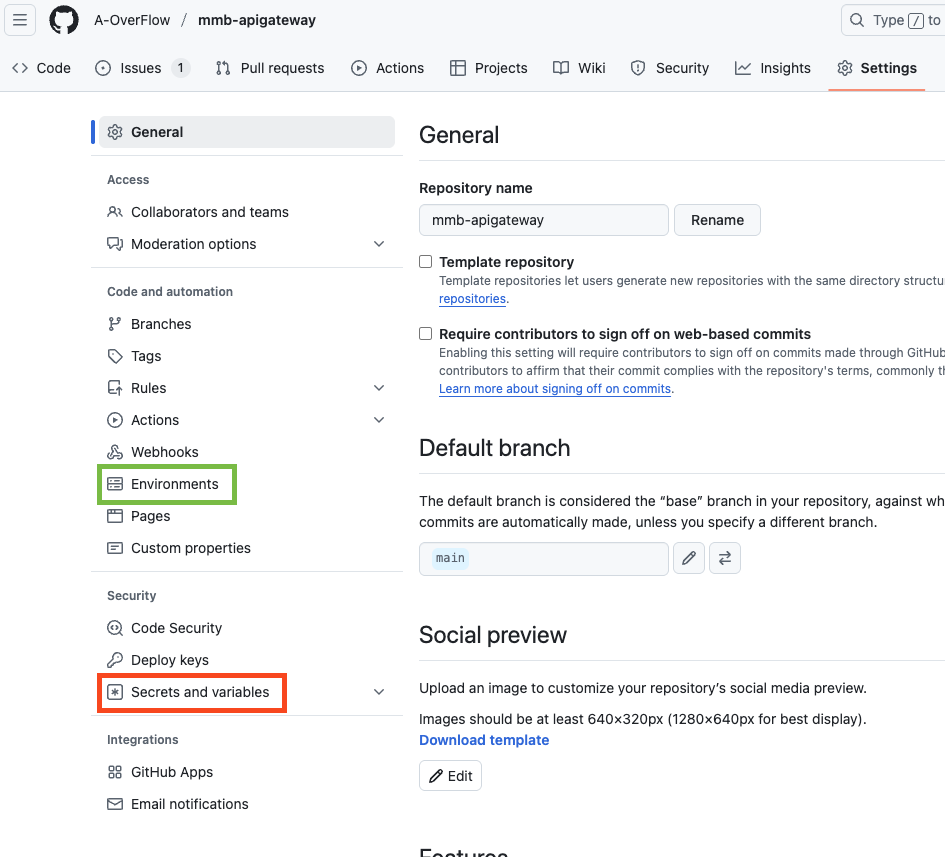 A-OverFlow / mmb-apigateway
Type / to
Code Issues 1 Pull requests Actions Projects Wiki Security Insights Settings
General
Access
Collaborators and teams
Moderation options
Code and automation
Branches
Tags
Rules
Actions
Webhooks
Environments
Pages
Custom properties
Security
Code Security
Deploy keys
Secrets and variables
Integrations
GitHub Apps
Email notifications
General
Repository name
mmb-apigateway Rename
Template repository
Template repositories let users generate new repositories with the same directory structu
repositories.
Require contributors to sign off on web-based commits
Enabling this setting will require contributors to sign off on commits made through GitHub
contributors to affirm that their commit complies with the repository's terms, commonly th
Learn more about signing off on commits.
Default branch
The default branch is considered the “base” branch in your repository, against wh
commits are automatically made, unless you specify a different branch.
main
Social preview
Upload an image to customize your repository’s social media preview.
Images should be at least 640×320px (1280×640px for best display).
Download template
Edit
Features